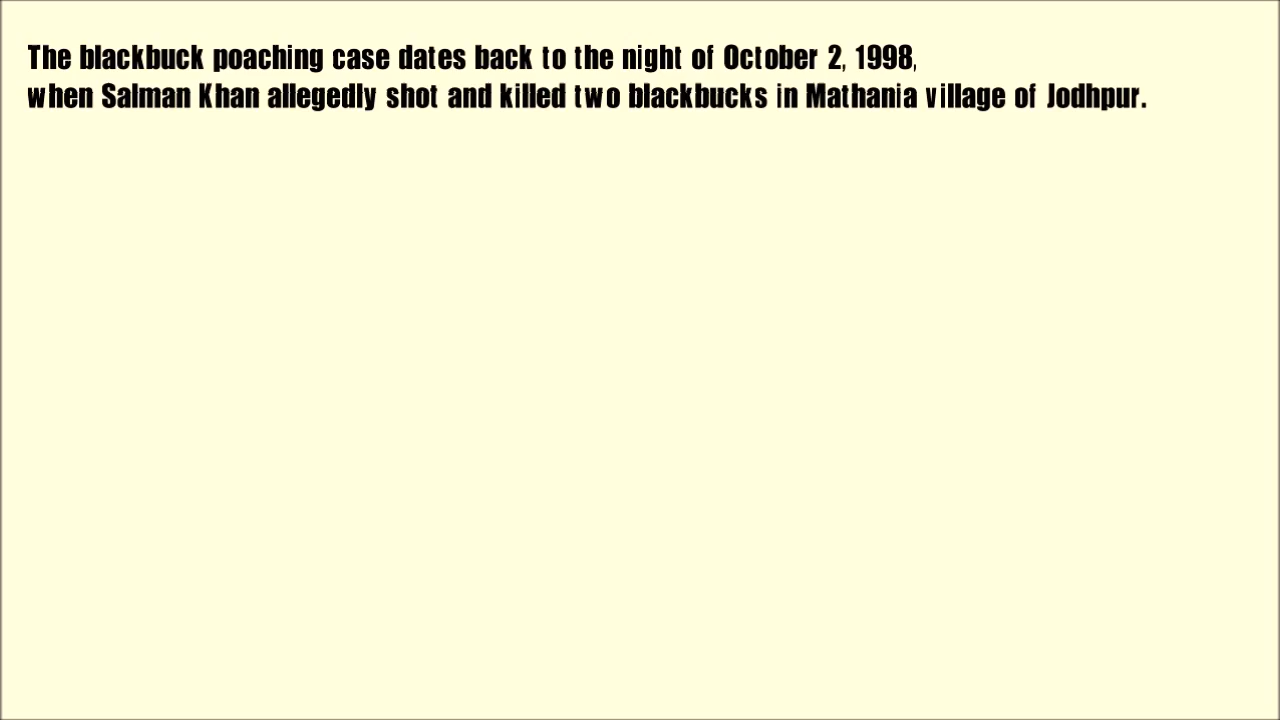 The blackbuck poaching case dates back to the night of October 2, 1998,
when Salman Khan allegedly shot and killed two blackbucks in Mathania village of Jodhpur.